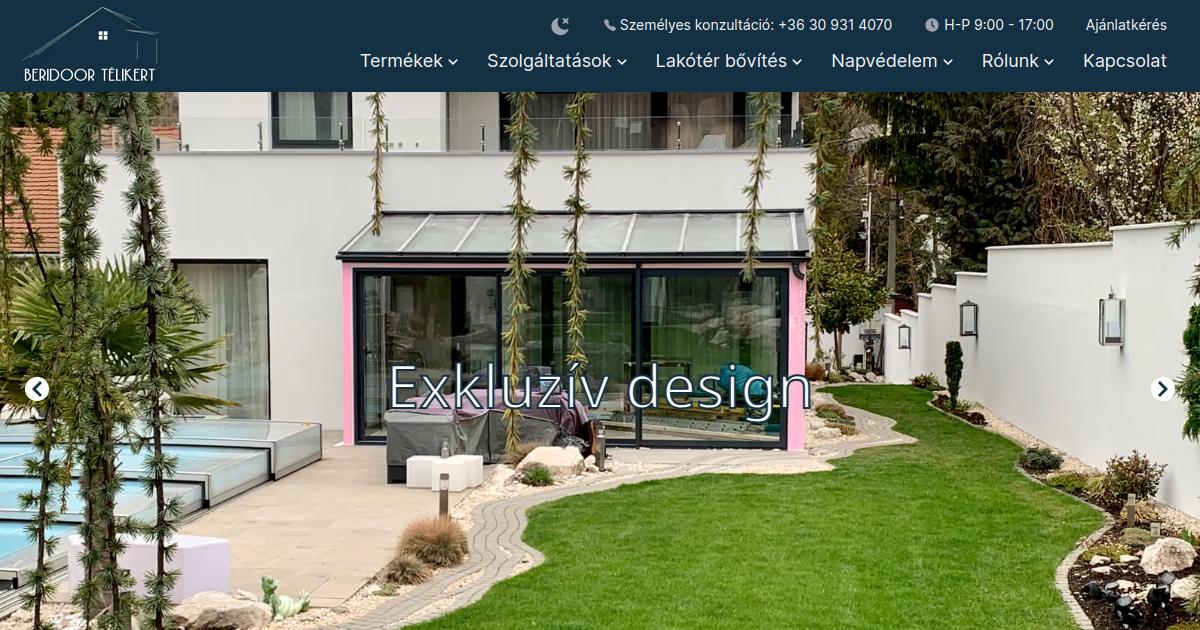 Személyes konzultáció: +36 30 931 4070
H-P 9:00 - 17:00
Ajánlatkérés
BERIDOOR TÉLIKERT
Termékek
Szolgáltatások
Lakótér bővítés
Napvédelem
Rólunk
Kapcsolat
Exkluzív design